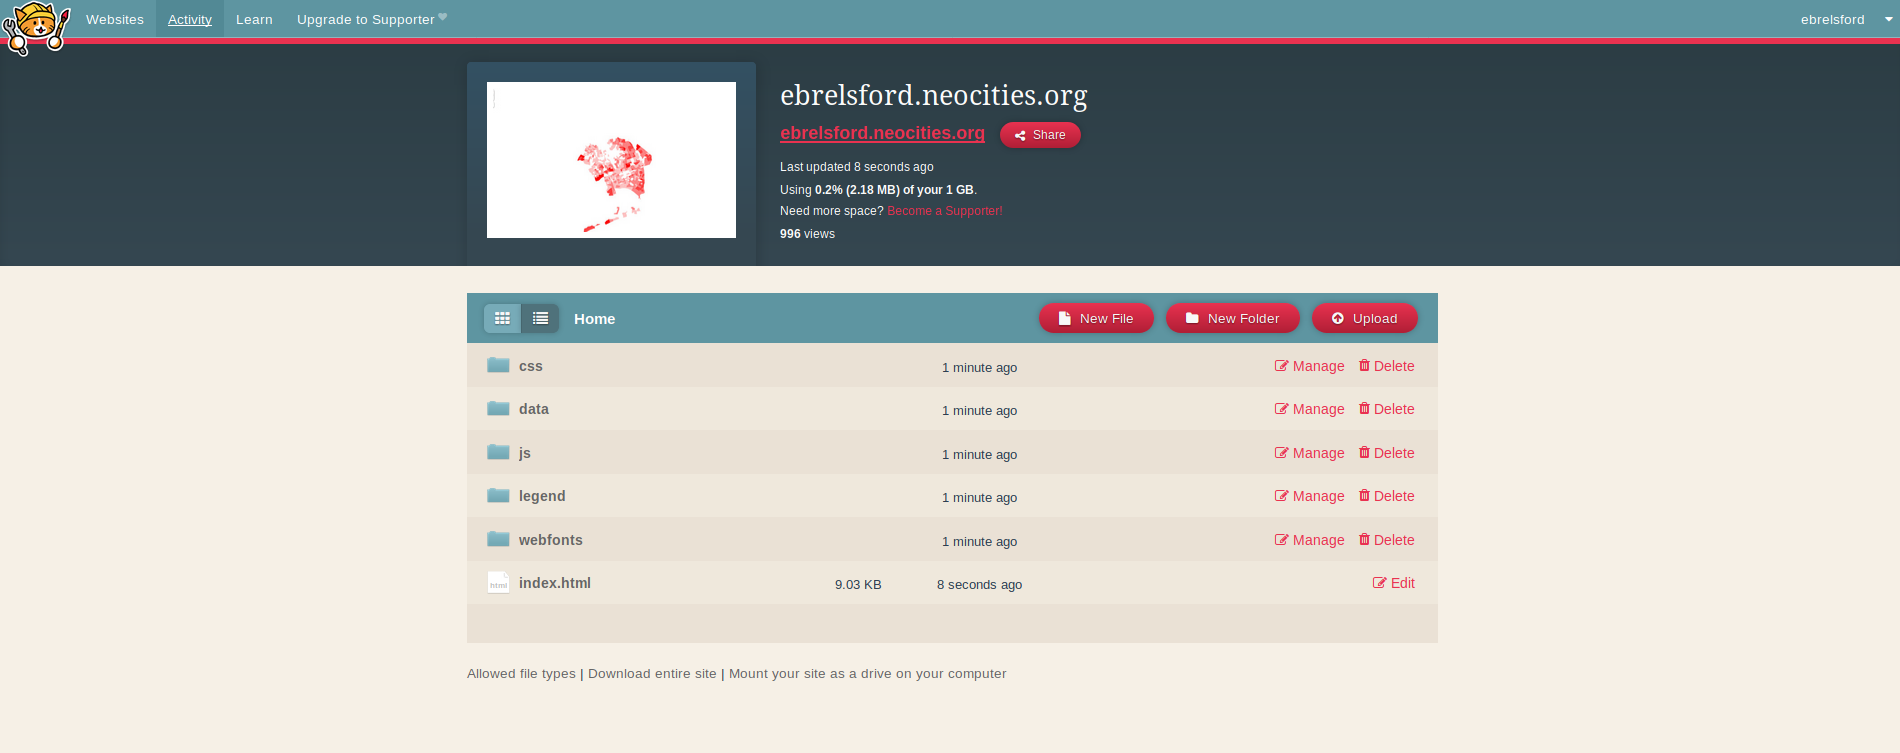 Websites Activity Learn Upgrade to Supporter ebrelsford
ebrelsford.neocities.org
ebrelsford.neocities.org Share
Last updated 8 seconds ago
Using 0.2% (2.18 MB) of your 1 GB.
Need more space? Become a Supporter!
996 views
Home New File New Folder Upload
css 1 minute ago Manage Delete
data 1 minute ago Manage Delete
js 1 minute ago Manage Delete
legend 1 minute ago Manage Delete
webfonts 1 minute ago Manage Delete
html index.html 9.03 KB 8 seconds ago Edit
Allowed file types | Download entire site | Mount your site as a drive on your computer